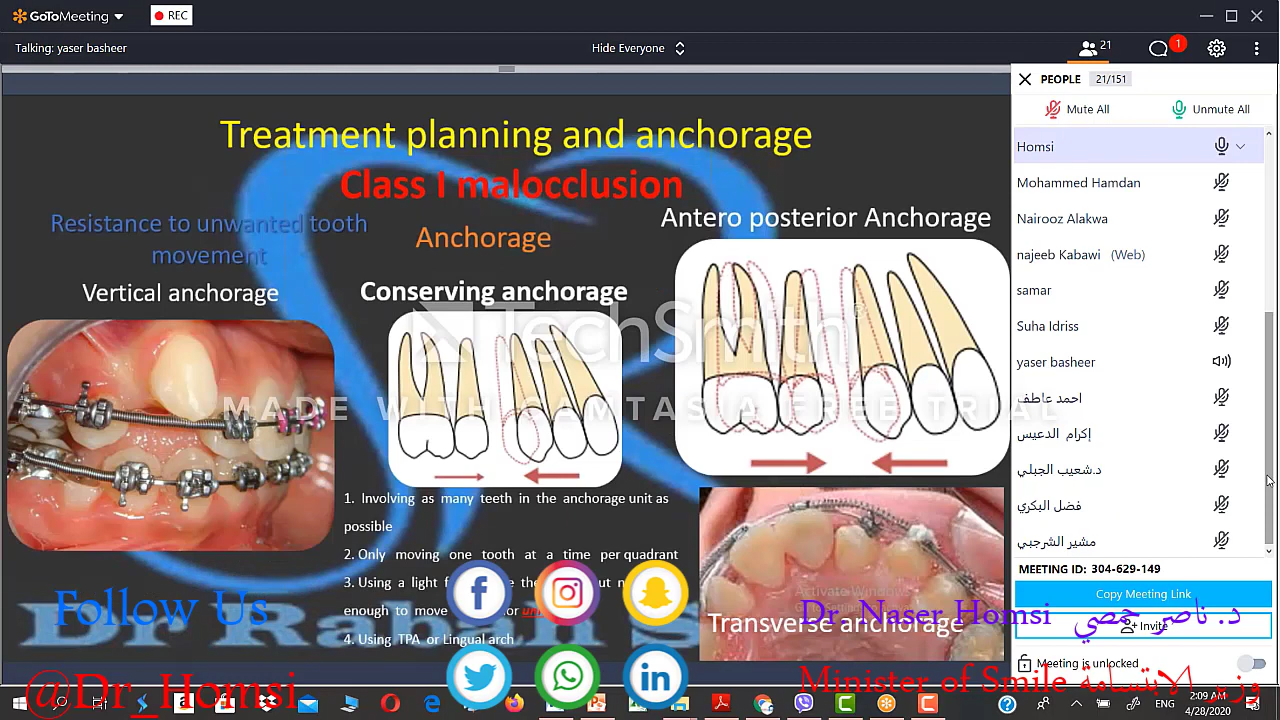 GoToMeeting
REC
Talking: yaser basheer
Hide Everyone
21
1
PEOPLE 21/151
Mute All
Unmute All
Homsi
Mohammed Hamdan
Nairooz Alakwa
najeeb Kabawi (Web)
samar
Suha Idriss
yaser basheer
احمد عاطف
إكرام الدعيس
د.شعيب الجبلي
فضل البكري
مشير الشرجبي
MEETING ID: 304-629-149
Copy Meeting Link
Invite
Meeting is unlocked
Treatment planning and anchorage
Class I malocclusion
Resistance to unwanted tooth
movement
Anchorage
Antero posterior Anchorage
Vertical anchorage
Conserving anchorage
TechSmith
MADE WITH CAMTASIA FREE TRIAL
1. Involving as many teeth in the anchorage unit as
possible
2. Only moving one tooth at a time per quadrant
3. Using a light
enough to move or
4. Using TPA or Lingual arch
Transverse anchorage
Activate Windows
Follow Us
@Dr_Homsi
Dr. Naser Homsi د. ناصر حمصي
Minister of Smile وزير الابتسامة
ENG
2:09 AM
4/28/2020